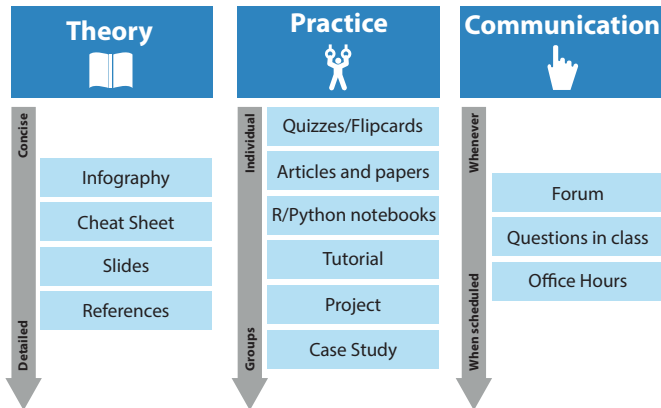 Theory
Concise
Infography
Cheat Sheet
Slides
References
Detailed
Practice
Individual
Quizzes/Flipcards
Articles and papers
R/Python notebooks
Tutorial
Project
Case Study
Groups
Communication
Whenever
Forum
Questions in class
Office Hours
When scheduled